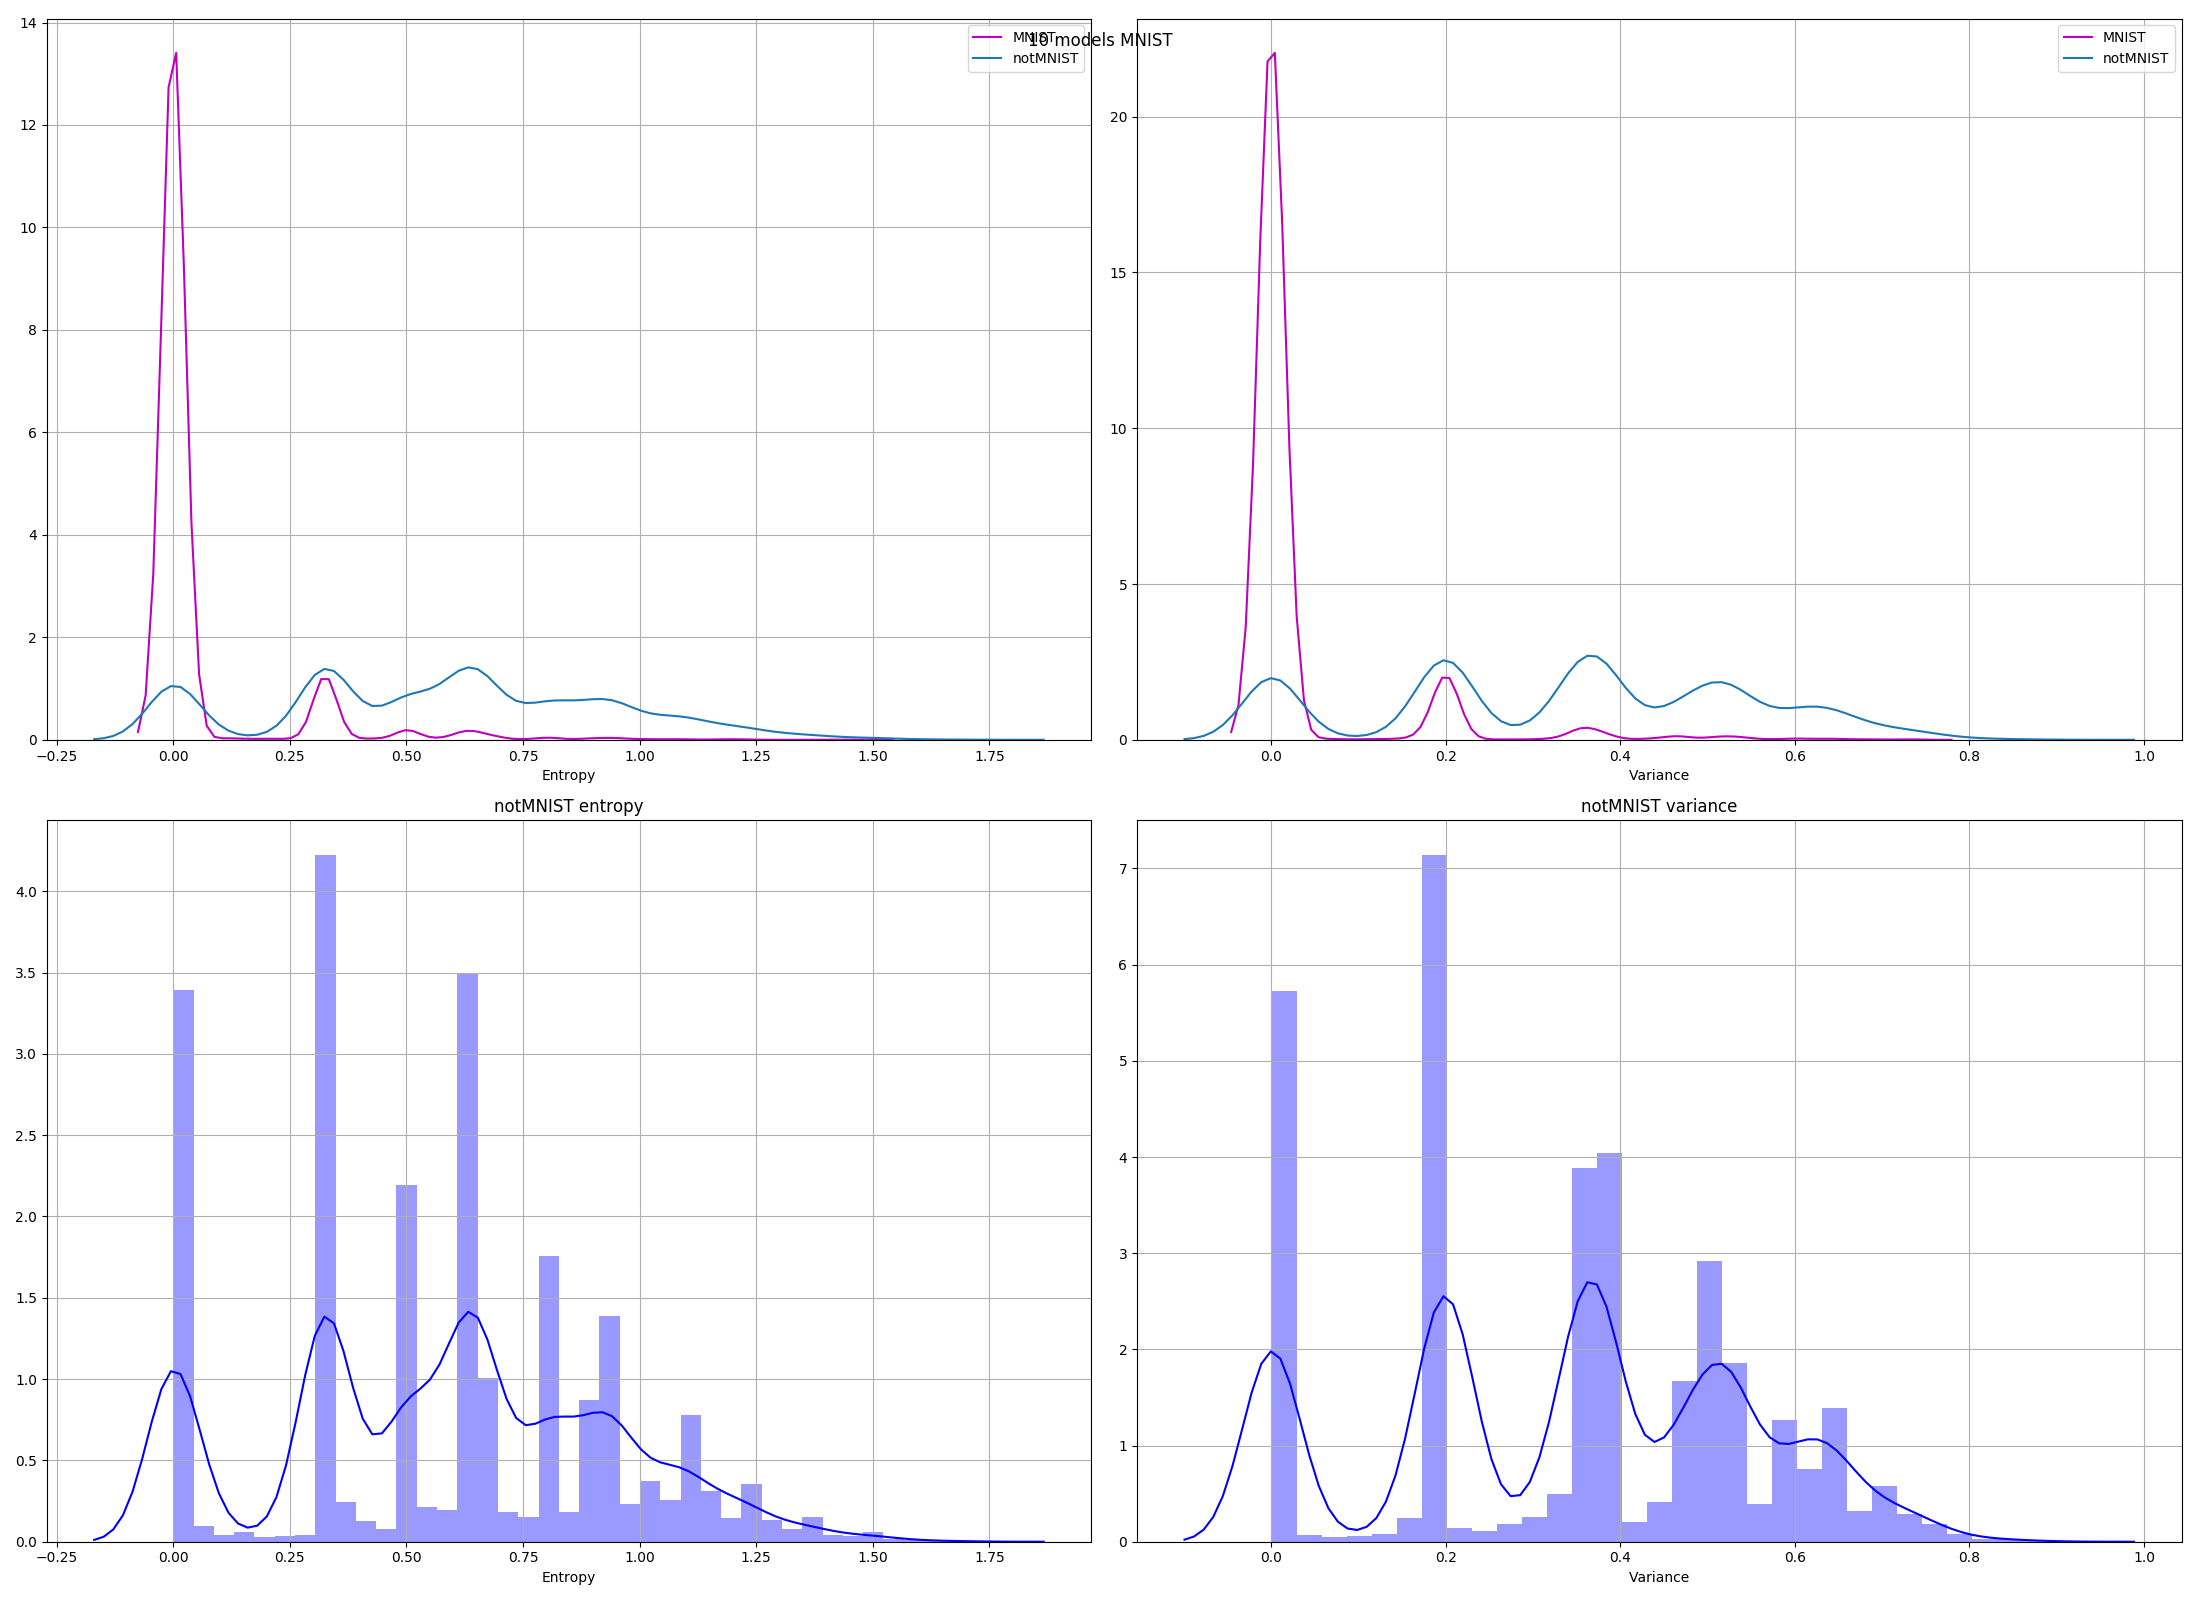 10 models MNIST
MNIST
notMNIST
14
12
10
8
6
4
2
0
−0.25 0.00 0.25 0.50 0.75 1.00 1.25 1.50 1.75
Entropy
MNIST
notMNIST
20
15
10
5
0
0.0 0.2 0.4 0.6 0.8 1.0
Variance
notMNIST entropy
4.0
3.5
3.0
2.5
2.0
1.5
1.0
0.5
0.0
−0.25 0.00 0.25 0.50 0.75 1.00 1.25 1.50 1.75
Entropy
notMNIST variance
7
6
5
4
3
2
1
0
0.0 0.2 0.4 0.6 0.8 1.0
Variance